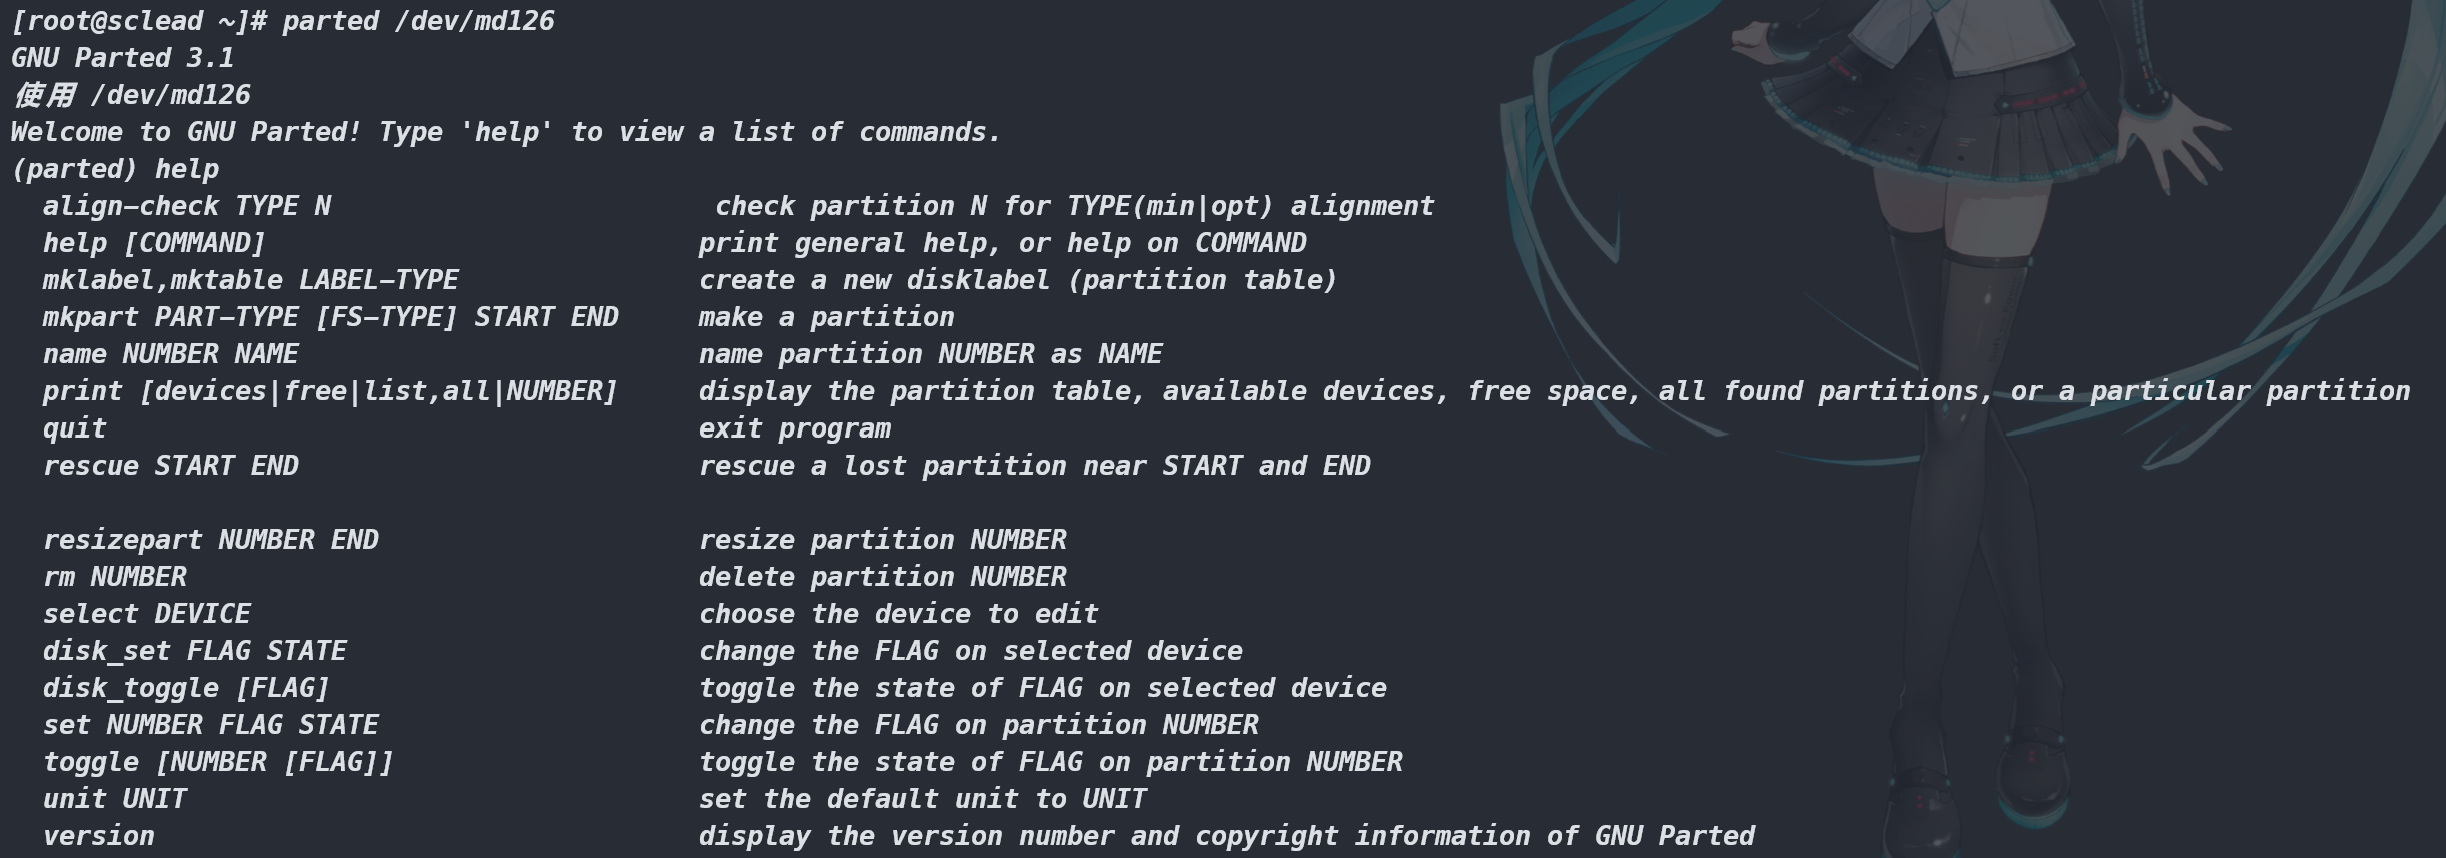 [root@sclead ~]# parted /dev/md126
GNU Parted 3.1
使用 /dev/md126
Welcome to GNU Parted! Type 'help' to view a list of commands.
(parted) help
  align-check TYPE N                        check partition N for TYPE(min|opt) alignment
  help [COMMAND]                           print general help, or help on COMMAND
  mklabel,mktable LABEL-TYPE               create a new disklabel (partition table)
  mkpart PART-TYPE [FS-TYPE] START END     make a partition
  name NUMBER NAME                         name partition NUMBER as NAME
  print [devices|free|list,all|NUMBER]     display the partition table, available devices, free space, all found partitions, or a particular partition
  quit                                     exit program
  rescue START END                         rescue a lost partition near START and END
  resizepart NUMBER END                    resize partition NUMBER
  rm NUMBER                                delete partition NUMBER
  select DEVICE                            choose the device to edit
  disk_set FLAG STATE                      change the FLAG on selected device
  disk_toggle [FLAG]                       toggle the state of FLAG on selected device
  set NUMBER FLAG STATE                    change the FLAG on partition NUMBER
  toggle [NUMBER [FLAG]]                   toggle the state of FLAG on partition NUMBER
  unit UNIT                                set the default unit to UNIT
  version                                  display the version number and copyright information of GNU Parted